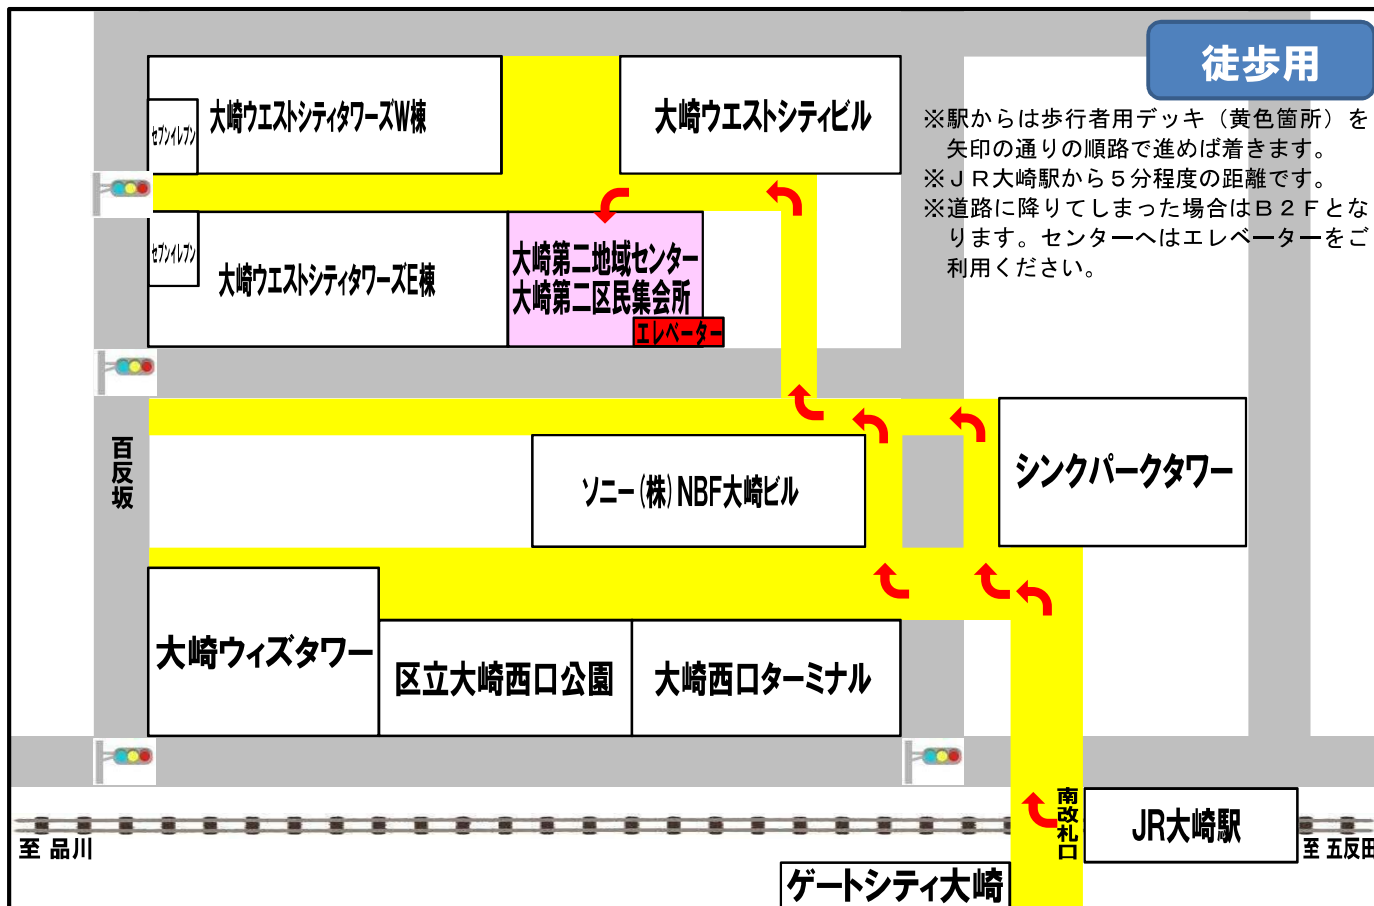 徒歩用
※駅からは歩行者用デッキ（黄色箇所）を
矢印の通りの順路で進めば着きます。
※ＪＲ大崎駅から５分程度の距離です。
※道路に降りてしまった場合はＢ２Ｆとな
ります。センターへはエレベーターをご
利用ください。
大崎ウエストシティタワーズW棟
セブンイレブン
大崎ウエストシティビル
セブンイレブン
大崎ウエストシティタワーズE棟
大崎第二地域センター
大崎第二区民集会所
エレベーター
百反坂
ソニー(株)NBF大崎ビル
シンクパークタワー
大崎ウィズタワー
区立大崎西口公園
大崎西口ターミナル
南改札口
JR大崎駅
至 品川
至 五反田
ゲートシティ大崎